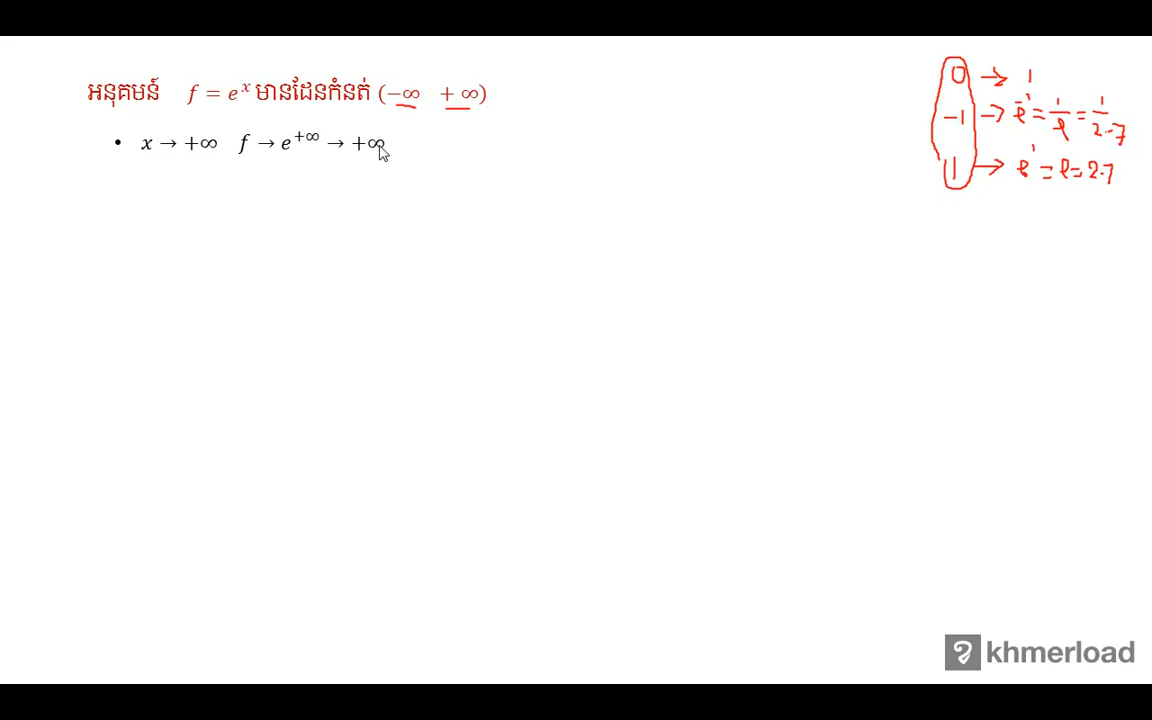 អនុគមន៍ f = e^x មានដែនកំនត់ (−∞ +∞)
• x → +∞ f → e^{+∞} → +∞
0 → 1
−1 → e^{-1} = 1/e = 1/2.7
1 → e^1 = e = 2.7
khmerload